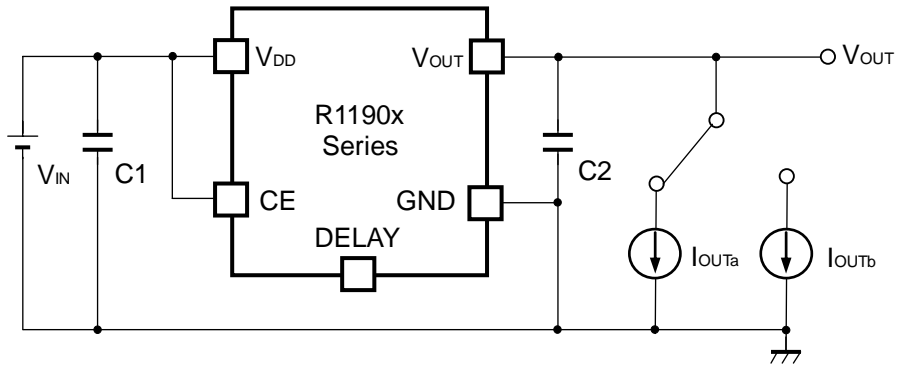 VDD
VOUT
VOUT
R1190x
Series
VIN
C1
C2
CE
GND
DELAY
IOUTa
IOUTb